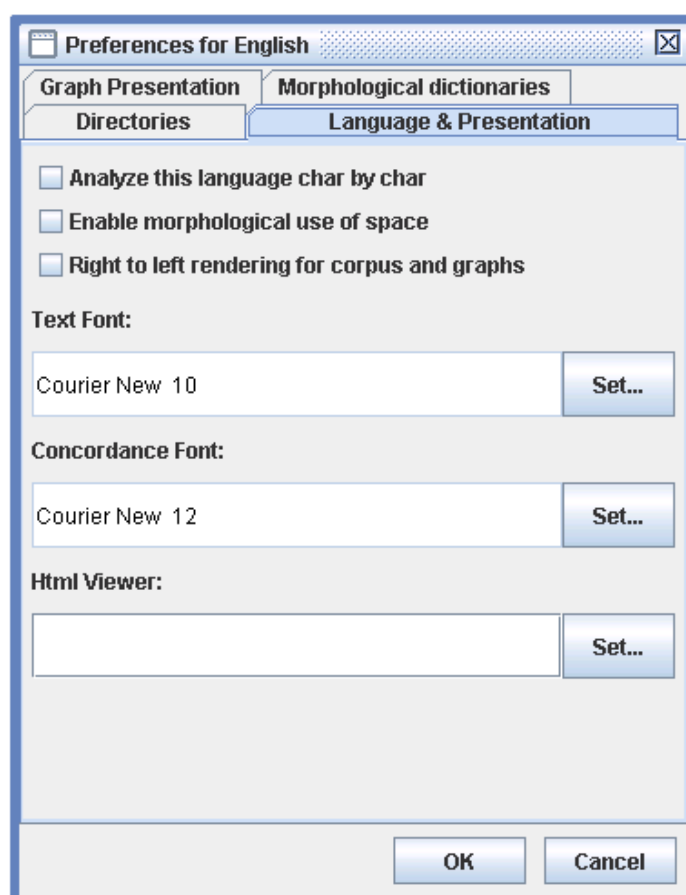 Preferences for English
Graph Presentation Morphological dictionaries
Directories Language & Presentation
Analyze this language char by char
Enable morphological use of space
Right to left rendering for corpus and graphs
Text Font:
Courier New 10 Set...
Concordance Font:
Courier New 12 Set...
Html Viewer:
Set...
OK Cancel